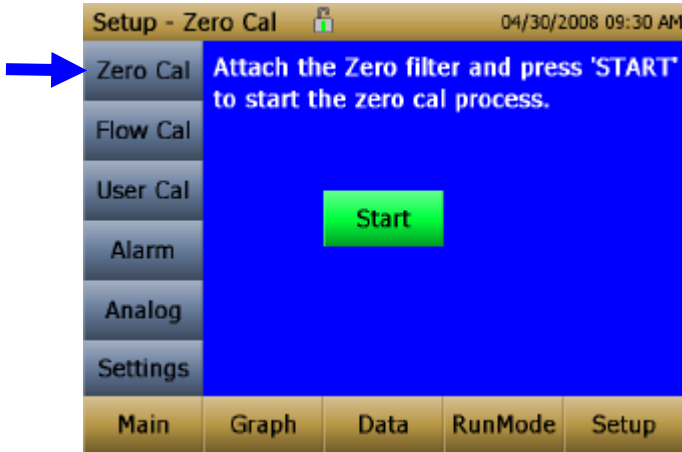 Setup - Zero Cal 04/30/2008 09:30 AM
Zero Cal
Attach the Zero filter and press 'START'
to start the zero cal process.
Flow Cal
User Cal
Start
Alarm
Analog
Settings
Main Graph Data RunMode Setup